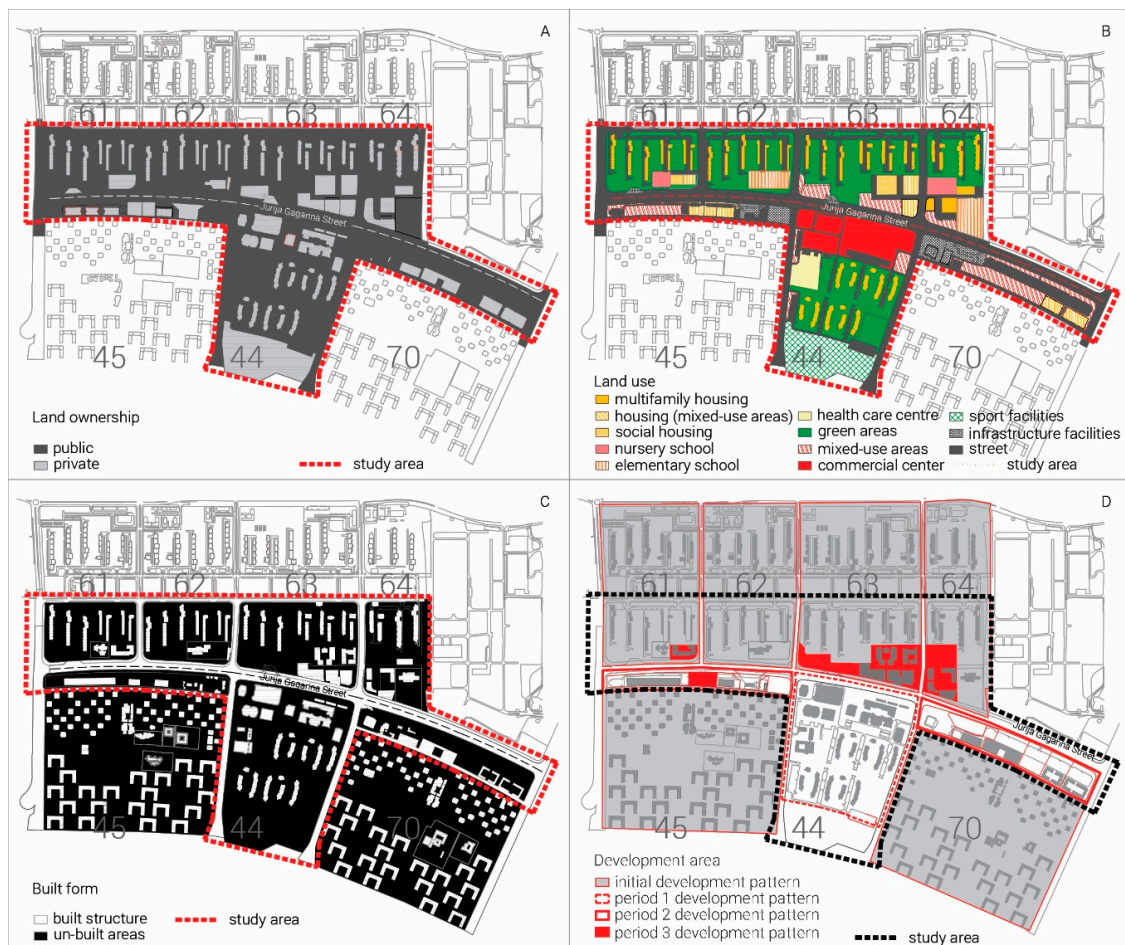 A
61
62
63
64
Jurija Gagarina Street
45
44
70
Land ownership
public
private
study area
B
61
62
63
64
Jurija Gagarina Street
45
44
70
Land use
multifamily housing
housing (mixed-use areas)
social housing
nursery school
elementary school
health care centre
green areas
mixed-use areas
commercial center
sport facilities
infrastructure facilities
street
study area
C
61
62
63
64
Jurija Gagarina Street
45
44
70
Built form
built structure
un-built areas
study area
D
61
62
63
64
Jurija Gagarina Street
45
44
70
Development area
initial development pattern
period 1 development pattern
period 2 development pattern
period 3 development pattern
study area